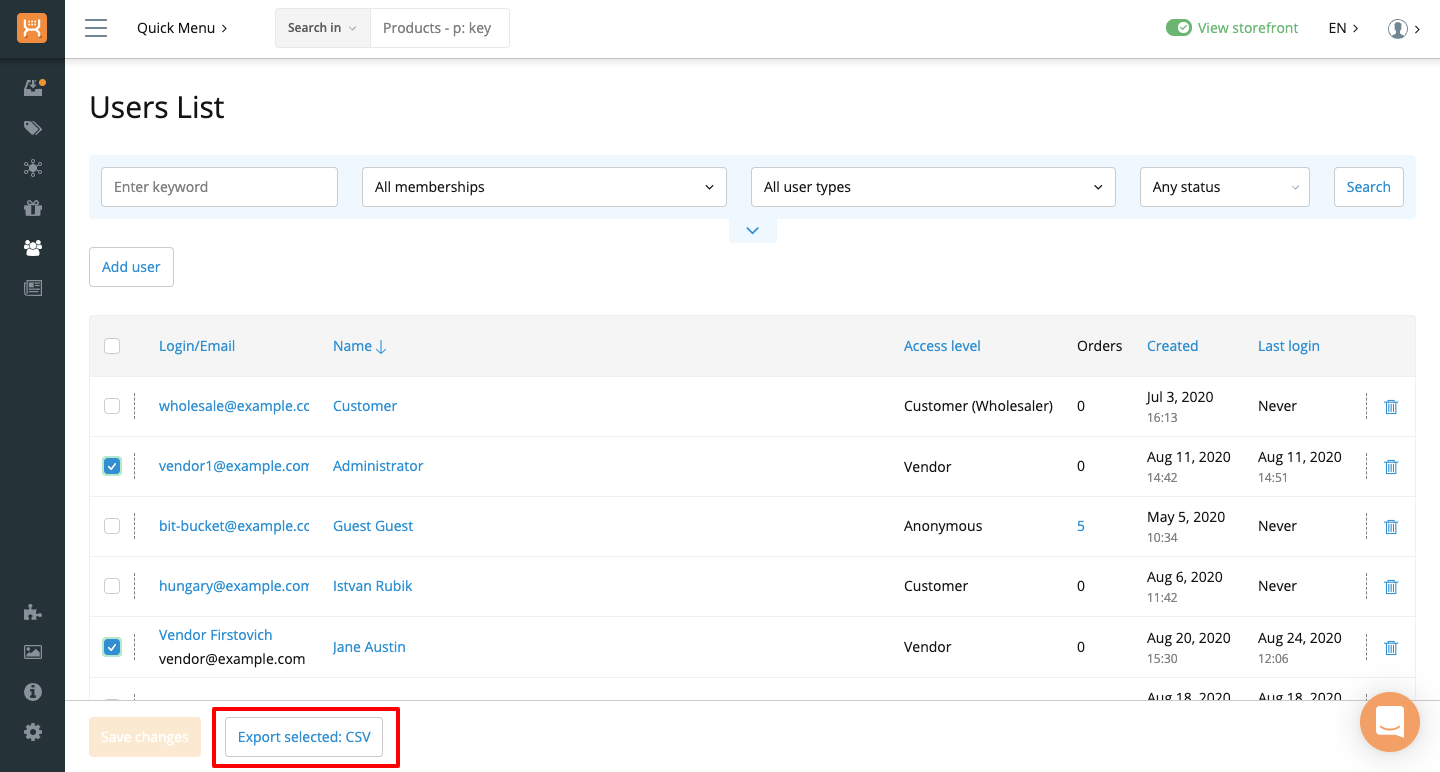 Quick Menu
Search in
Products - p: key
View storefront
EN
Users List
Enter keyword
All memberships
All user types
Any status
Search
Add user
Login/Email
Name
Access level
Orders
Created
Last login
wholesale@example.cc
Customer
Customer (Wholesaler)
0
Jul 3, 2020
16:13
Never
vendor1@example.com
Administrator
Vendor
0
Aug 11, 2020
14:42
Aug 11, 2020
14:51
bit-bucket@example.cc
Guest Guest
Anonymous
5
May 5, 2020
10:34
Never
hungary@example.com
Istvan Rubik
Customer
0
Aug 6, 2020
11:42
Never
Vendor Firstovich
vendor@example.com
Jane Austin
Vendor
0
Aug 20, 2020
15:30
Aug 24, 2020
12:06
Aug 18, 2020
Aug 18, 2020
Save changes
Export selected: CSV